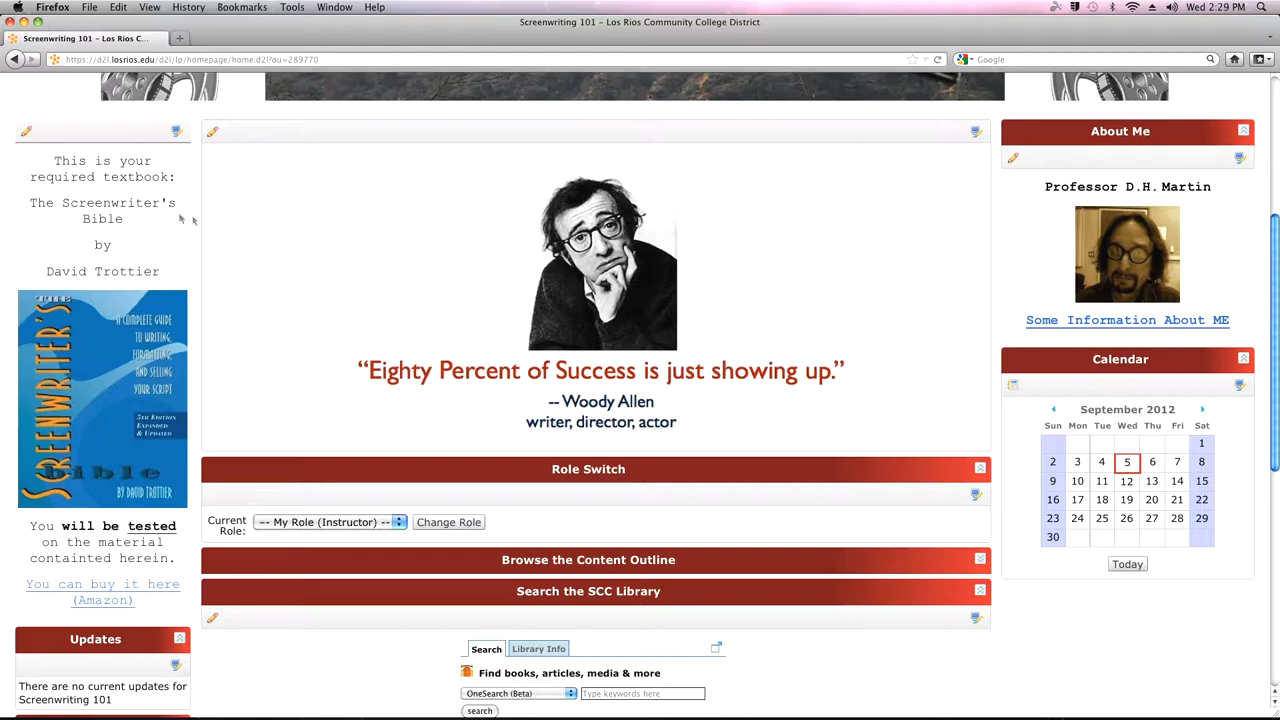 Firefox File Edit View History Bookmarks Tools Window Help
Wed 2:29 PM
Screenwriting 101 – Los Rios Community College District
Screenwriting 101 – Los Rios C...
https://d2l.losrios.edu/d2l/lp/homepage/home.d2l?ou=289770
Google
This is your
required textbook:
The Screenwriter's
Bible
by
David Trottier
THE
SCREENWRITER'S
bible
A COMPLETE GUIDE
TO WRITING,
FORMATTING,
AND SELLING
YOUR SCRIPT
5TH EDITION
EXPANDED
& UPDATED
BY DAVID TROTTIER
You will be tested
on the material
containted herein.
You can buy it here
(Amazon)
Updates
There are no current updates for
Screenwriting 101
“Eighty Percent of Success is just showing up.”
-- Woody Allen
writer, director, actor
Role Switch
Current
Role:
-- My Role (Instructor) --
Change Role
Browse the Content Outline
Search the SCC Library
Search
Library Info
Find books, articles, media & more
OneSearch (Beta)
Type keywords here
search
About Me
Professor D.H. Martin
Some Information About ME
Calendar
September 2012
Sun Mon Tue Wed Thu Fri Sat
1
2 3 4 5 6 7 8
9 10 11 12 13 14 15
16 17 18 19 20 21 22
23 24 25 26 27 28 29
30
Today